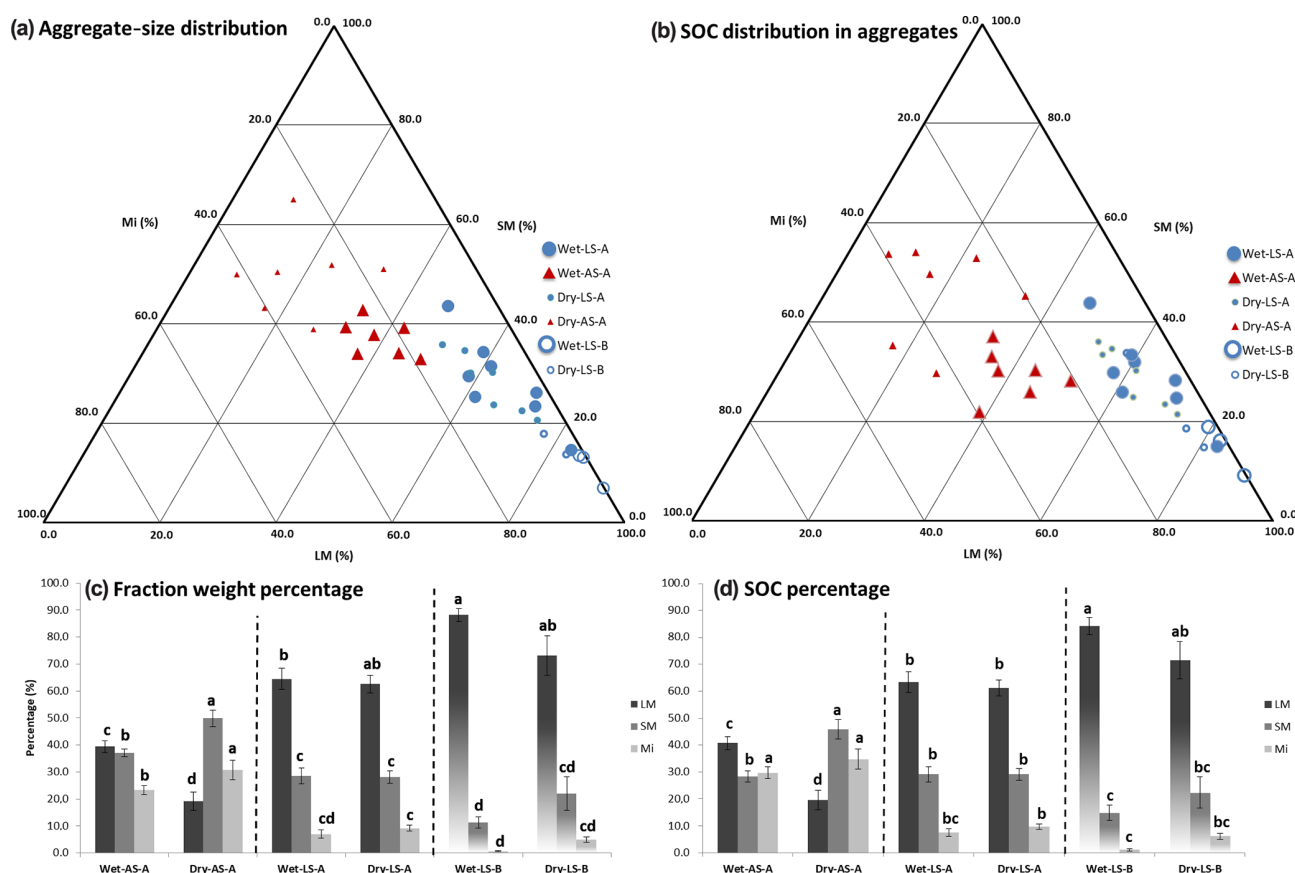 (a) Aggregate-size distribution
0.0 100.0
20.0 80.0
Mi (%) 40.0 60.0 SM (%)
60.0 40.0
80.0 20.0
100.0 0.0
0.0 20.0 40.0 60.0 80.0 100.0
LM (%)
Wet-LS-A
Wet-AS-A
Dry-LS-A
Dry-AS-A
Wet-LS-B
Dry-LS-B
(b) SOC distribution in aggregates
0.0 100.0
20.0 80.0
Mi (%) 40.0 60.0 SM (%)
60.0 40.0
80.0 20.0
100.0 0.0
0.0 20.0 40.0 60.0 80.0 100.0
LM (%)
Wet-LS-A
Wet-AS-A
Dry-LS-A
Dry-AS-A
Wet-LS-B
Dry-LS-B
(c) Fraction weight percentage
Percentage (%)
100.0
90.0
80.0
70.0
60.0
50.0
40.0
30.0
20.0
10.0
0.0
c b b
d a a
b c cd
ab c c
a d d
ab cd cd
Wet-AS-A Dry-AS-A Wet-LS-A Dry-LS-A Wet-LS-B Dry-LS-B
LM
SM
Mi
(d) SOC percentage
100.0
90.0
80.0
70.0
60.0
50.0
40.0
30.0
20.0
10.0
0.0
c b a
d a a
b b b
b b b
a c c
ab bc bc
Wet-AS-A Dry-AS-A Wet-LS-A Dry-LS-A Wet-LS-B Dry-LS-B
LM
SM
Mi